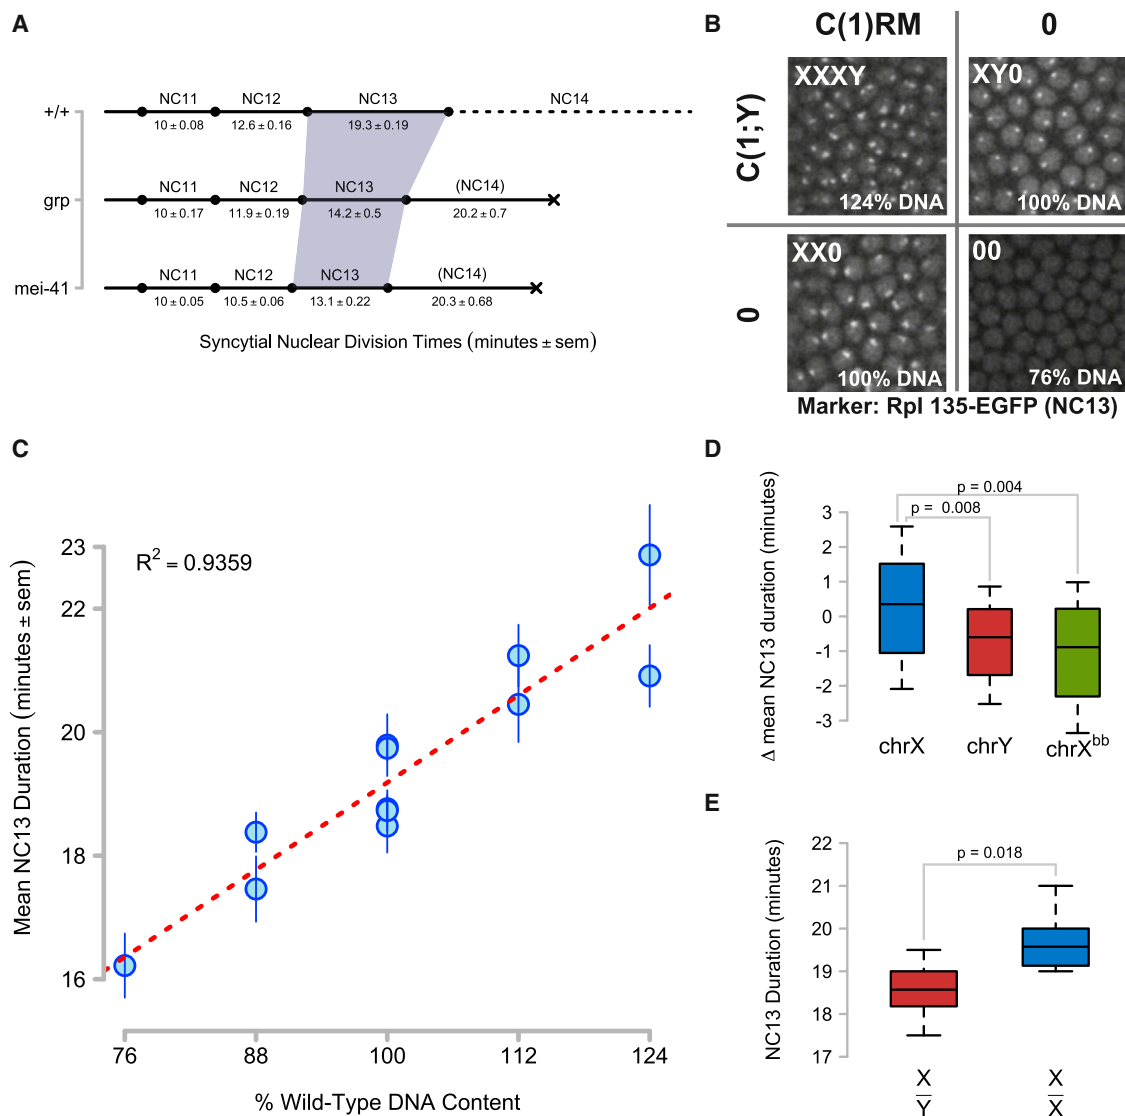 A
NC11 NC12 NC13 NC14
+/+
10 ± 0.08 12.6 ± 0.16 19.3 ± 0.19
NC11 NC12 NC13 (NC14)
grp
10 ± 0.17 11.9 ± 0.19 14.2 ± 0.5 20.2 ± 0.7
NC11 NC12 NC13 (NC14)
mei-41
10 ± 0.05 10.5 ± 0.06 13.1 ± 0.22 20.3 ± 0.68
Syncytial Nuclear Division Times (minutes ± sem)
B
C(1)RM 0
C(1;Y)
XXXY
124% DNA
XY0
100% DNA
0
XX0
100% DNA
00
76% DNA
Marker: RpI 135-EGFP (NC13)
C
Mean NC13 Duration (minutes ± sem)
R² = 0.9359
23
22
20
18
16
76 88 100 112 124
% Wild-Type DNA Content
D
Δ mean NC13 duration (minutes)
p = 0.004
p = 0.008
3
2
1
0
-1
-2
-3
chrX chrY chrX^bb
E
NC13 Duration (minutes)
p = 0.018
22
21
20
19
18
17
X X
Y X